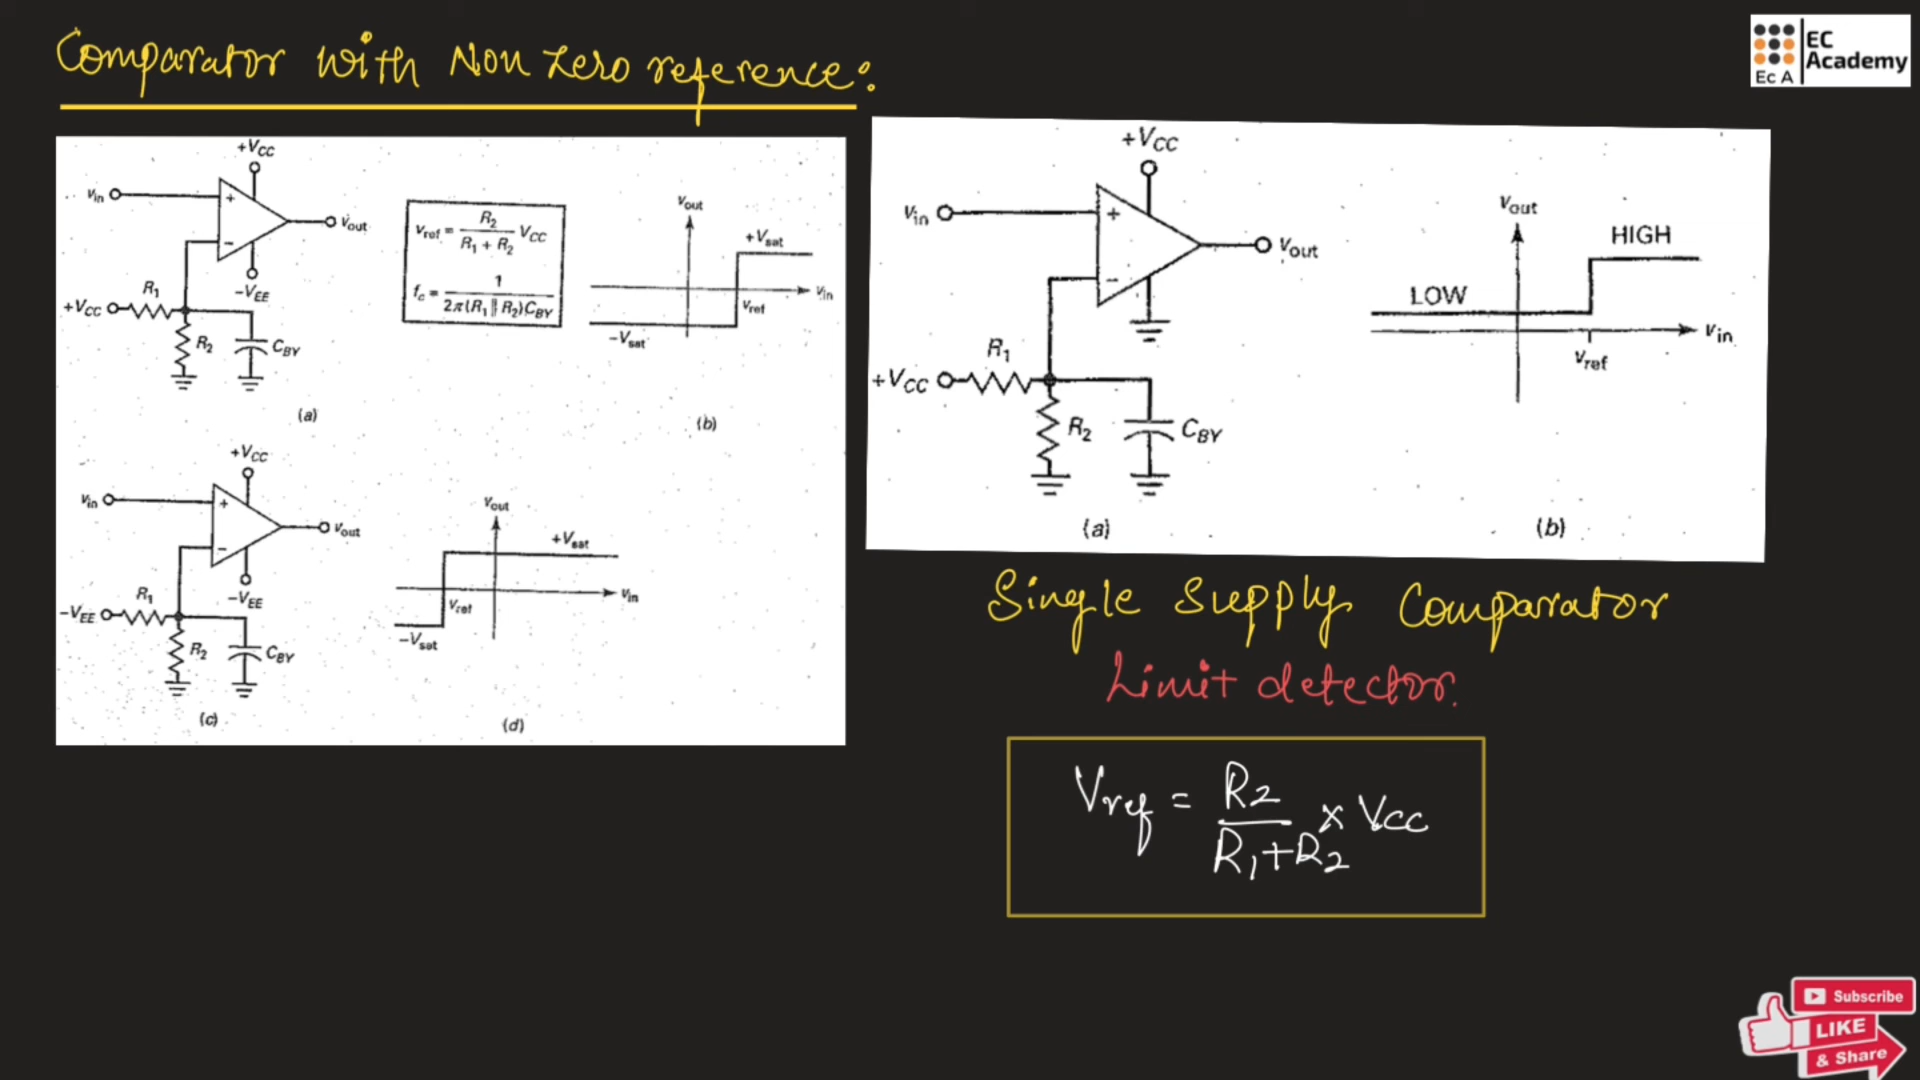 Comparator with Non Zero reference:
EC
Academy
Ec A
+VCC
vin
+
vout
−
−VEE
R1
+VCC
R2
CBY
(a)
vref = R2 / R1 + R2 VCC
fc = 1 / 2π(R1 || R2)CBY
vout
+Vsat
vin
vref
−Vsat
(b)
+VCC
vin
+
vout
−
−VEE
R1
−VEE
R2
CBY
(c)
vout
+Vsat
vin
vref
−Vsat
(d)
+VCC
vin
+
vout
−
R1
+VCC
R2
CBY
(a)
vout
HIGH
LOW
vin
vref
(b)
Single Supply Comparator
Limit detector.
Vref = R2 / R1+R2 × VCC
Subscribe
LIKE
& Share